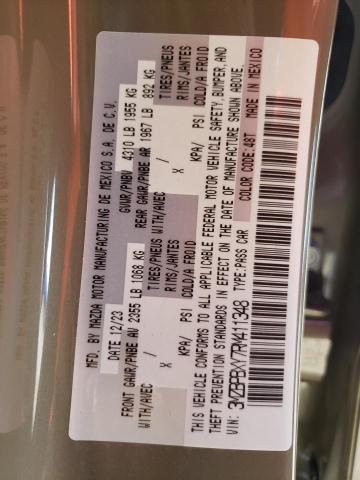 MFD. BY MAZDA MOTOR MANUFACTURING DE MEXICO S.A. DE C.V.
DATE 12/23 GVWR/PNBV 4310 LB 1955 KG
FRONT GAWR/PNBE AV 2355 LB 1068 KG REAR GAWR/PNBE AR 1967 LB 892 KG
WITH/AVEC TIRES/PNEUS WITH/AVEC TIRES/PNEUS
/ RIMS/JANTES / RIMS/JANTES
X KPA/ PSI COLD/A FROID X KPA/ PSI COLD/A FROID
THIS VEHICLE CONFORMS TO ALL APPLICABLE FEDERAL MOTOR VEHICLE SAFETY, BUMPER, AND
THEFT PREVENTION STANDARDS IN EFFECT ON THE DATE OF MANUFACTURE SHOWN ABOVE.
VIN: 3MZBPBXX7RM411348 TYPE:PASS CAR COLOR CODE:48T MADE IN MEXICO